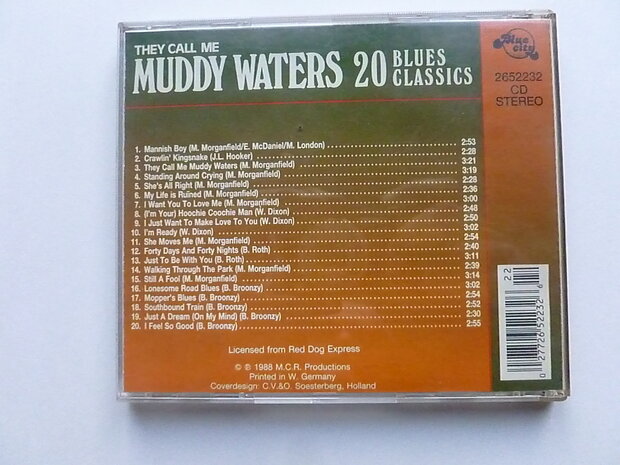 THEY CALL ME
MUDDY WATERS 20 BLUES CLASSICS
Blue city
2652232
CD
STEREO
1. Mannish Boy (M. Morganfield/E. McDaniel/M. London) 2:53
2. Crawlin' Kingsnake (J.L. Hooker) 2:28
3. They Call Me Muddy Waters (M. Morganfield) 3:21
4. Standing Around Crying (M. Morganfield) 3:19
5. She's All Right (M. Morganfield) 2:28
6. My Life is Ruined (M. Morganfield) 2:36
7. I Want You To Love Me (M. Morganfield) 3:00
8. (I'm Your) Hoochie Coochie Man (W. Dixon) 2:48
9. I Just Want To Make Love To You (W. Dixon) 2:50
10. I'm Ready (W. Dixon) 3:02
11. She Moves Me (M. Morganfield) 2:54
12. Forty Days And Forty Nights (B. Roth) 2:40
13. Just To Be With You (B. Roth) 3:11
14. Walking Through The Park (M. Morganfield) 2:39
15. Still A Fool (M. Morganfield) 3:14
16. Lonesome Road Blues (B. Broonzy) 3:02
17. Mopper's Blues (B. Broonzy) 2:54
18. Southbound Train (B. Broonzy) 2:52
19. Just A Dream (On My Mind) (B. Broonzy) 2:30
20. I Feel So Good (B. Broonzy) 2:55
Licensed from Red Dog Express
© ℗ 1988 M.C.R. Productions
Printed in W. Germany
Coverdesign: C.V.&O. Soesterberg, Holland
22
0 27726 52232 6